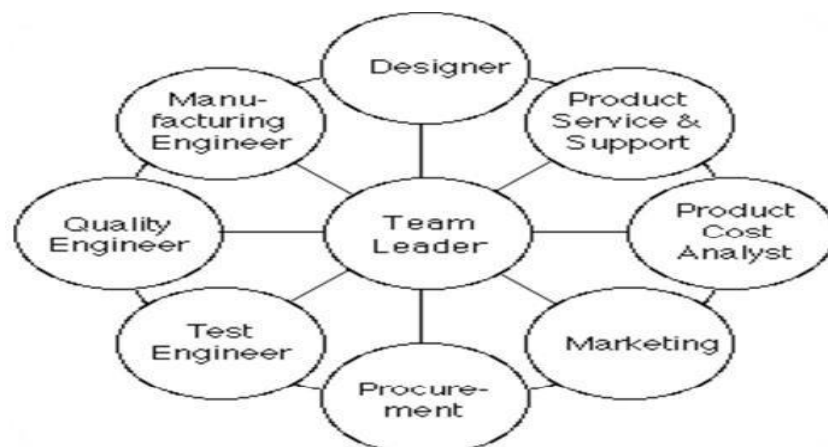 Designer
Manu-
facturing
Engineer
Product
Service &
Support
Quality
Engineer
Team
Leader
Product
Cost
Analyst
Test
Engineer
Marketing
Procure-
ment